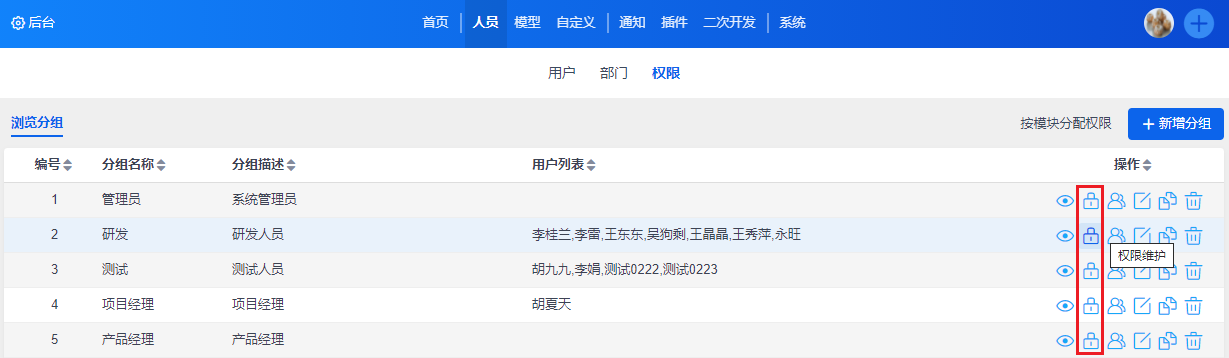 后台 首页 人员 模型 自定义 通知 插件 二次开发 系统
用户 部门 权限
浏览分组 按模块分配权限 新增分组
编号 分组名称 分组描述 用户列表 操作
1 管理员 系统管理员
2 研发 研发人员 李桂兰,李雷,王东东,吴狗剩,王晶晶,王秀萍,永旺
权限维护
3 测试 测试人员 胡九九,李娟,测试0222,测试0223
4 项目经理 项目经理 胡夏天
5 产品经理 产品经理